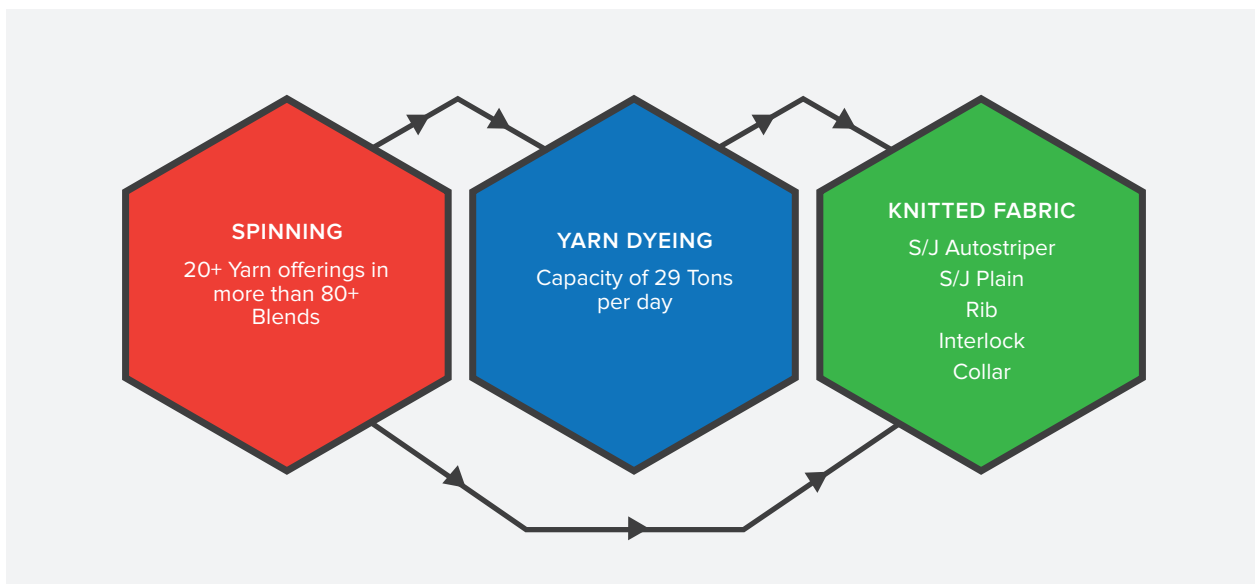 SPINNING
20+ Yarn offerings in
more than 80+
Blends
YARN DYEING
Capacity of 29 Tons
per day
KNITTED FABRIC
S/J Autostriper
S/J Plain
Rib
Interlock
Collar